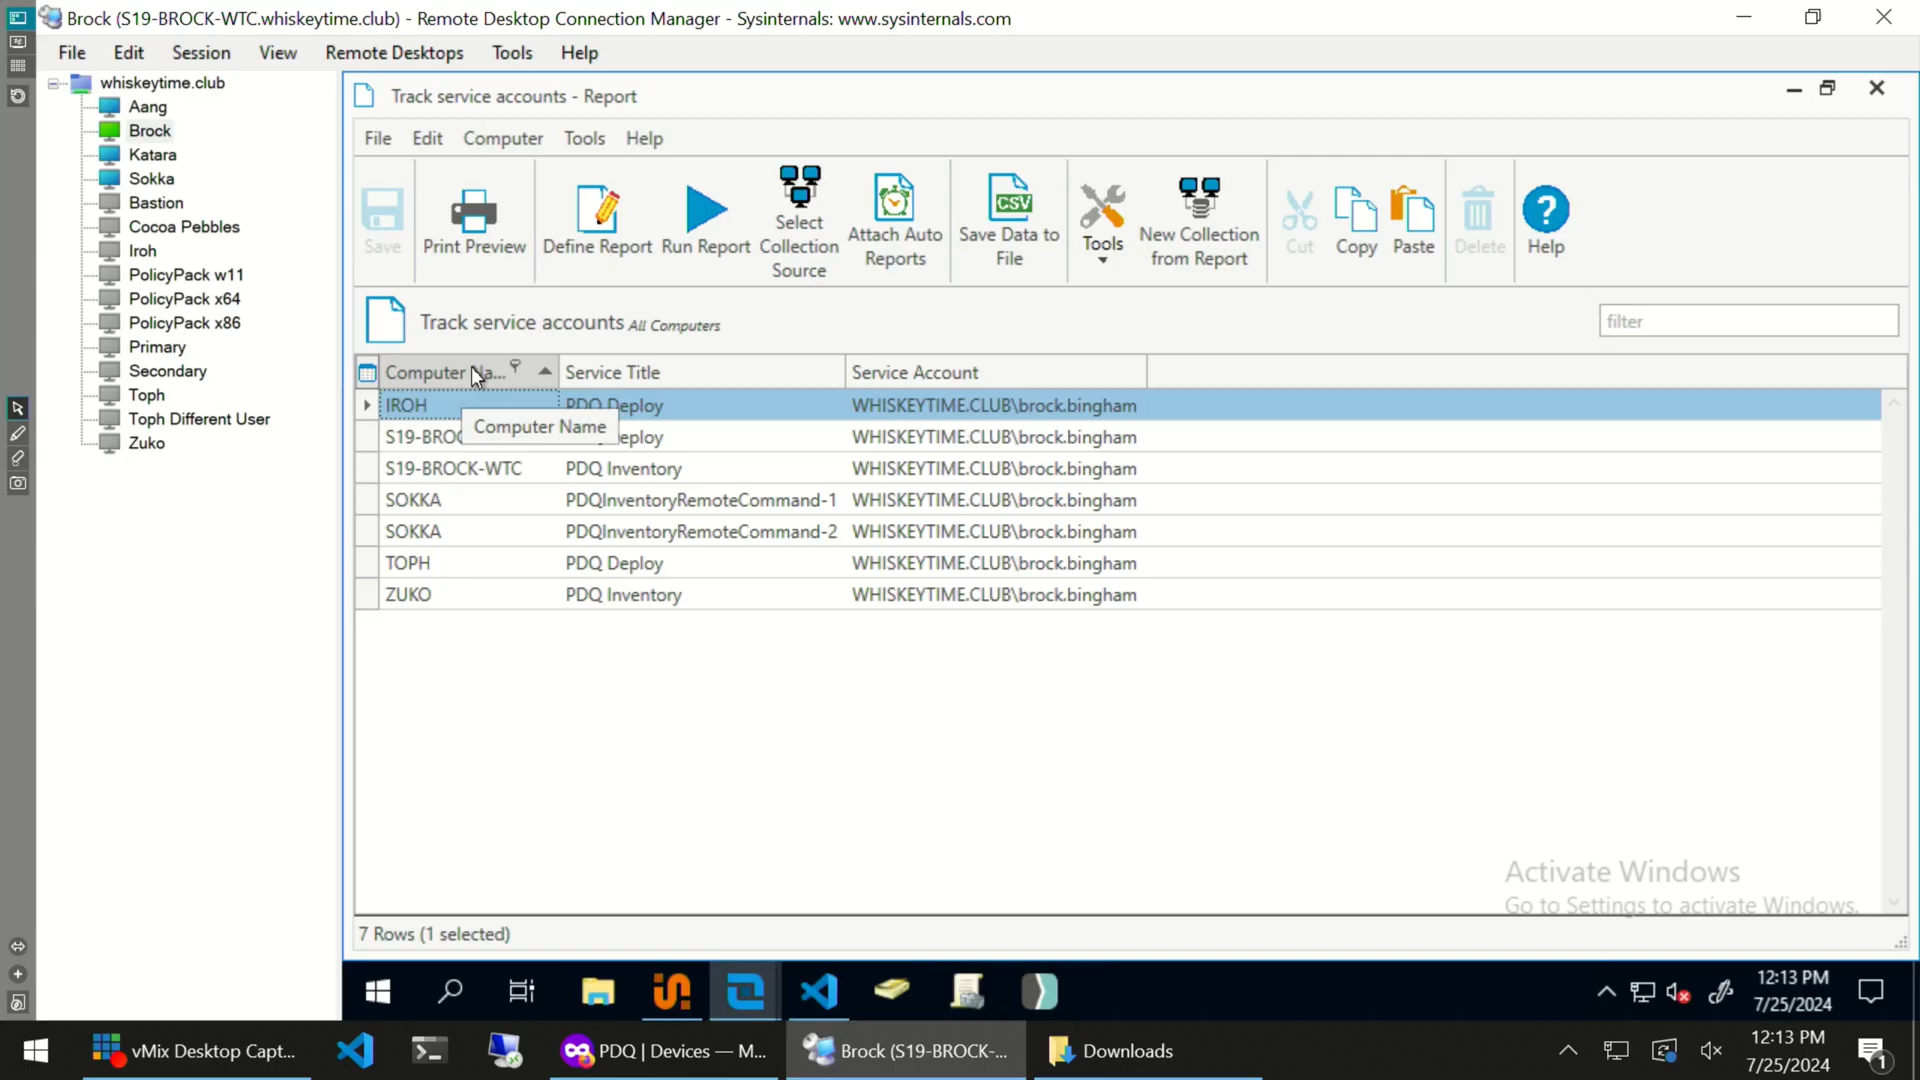 Brock (S19-BROCK-WTC.whiskeytime.club) - Remote Desktop Connection Manager - Sysinternals: www.sysinternals.com
File Edit Session View Remote Desktops Tools Help
whiskeytime.club
Aang
Brock
Katara
Sokka
Bastion
Cocoa Pebbles
Iroh
PolicyPack w11
PolicyPack x64
PolicyPack x86
Primary
Secondary
Toph
Toph Different User
Zuko
Track service accounts - Report
File Edit Computer Tools Help
Save
Print Preview
Define Report
Run Report
Select
Collection
Source
Attach Auto
Reports
CSV
Save Data to
File
Tools
New Collection
from Report
Cut
Copy
Paste
Delete
?
Help
Track service accounts All Computers
filter
Computer Na... Service Title Service Account
IROH PDQ Deploy WHISKEYTIME.CLUB\brock.bingham
Computer Name
S19-BROC eploy WHISKEYTIME.CLUB\brock.bingham
S19-BROCK-WTC PDQ Inventory WHISKEYTIME.CLUB\brock.bingham
SOKKA PDQInventoryRemoteCommand-1 WHISKEYTIME.CLUB\brock.bingham
SOKKA PDQInventoryRemoteCommand-2 WHISKEYTIME.CLUB\brock.bingham
TOPH PDQ Deploy WHISKEYTIME.CLUB\brock.bingham
ZUKO PDQ Inventory WHISKEYTIME.CLUB\brock.bingham
Activate Windows
Go to Settings to activate Windows.
7 Rows (1 selected)
12:13 PM
7/25/2024
vMix Desktop Capt...
PDQ | Devices — M...
Brock (S19-BROCK-...
Downloads
12:13 PM
7/25/2024
1